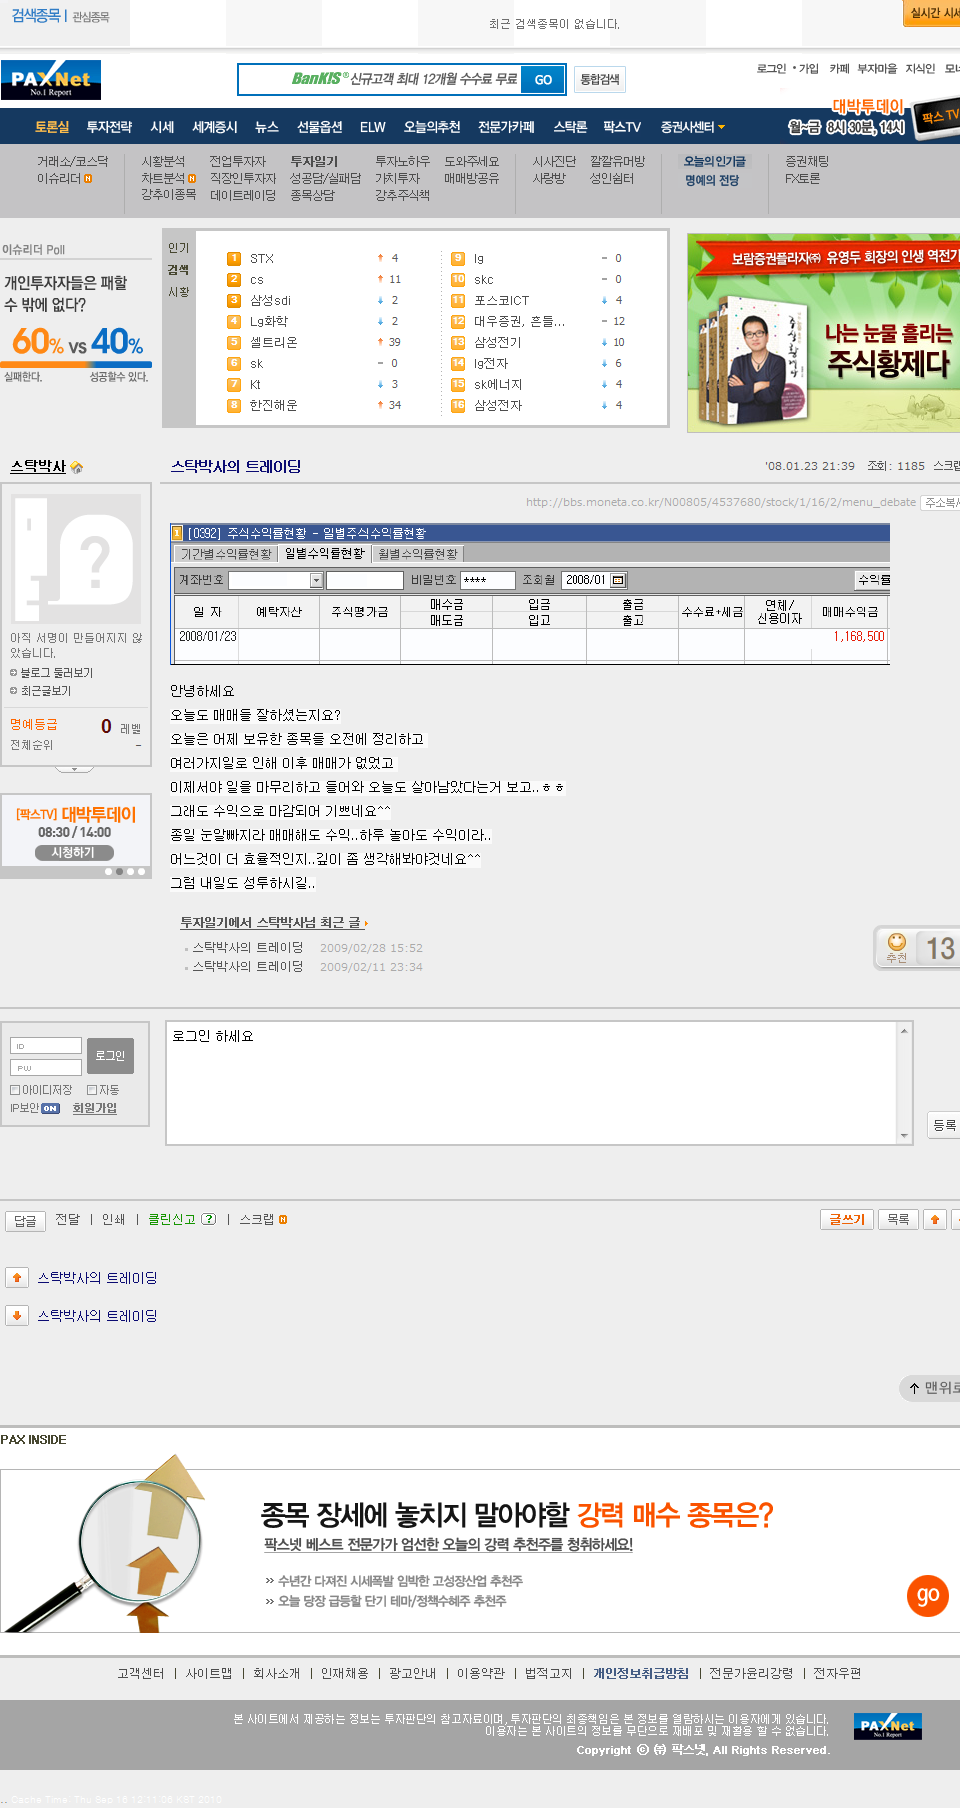 검색종목 | 관심종목
최근 검색종목이 없습니다.
실시간 시세
PAXNet
No.1 Report
BanKIS® 신규고객 최대 12개월 수수료 무료 GO 통합검색
로그인 · 가입 카페 부자마을 지식인 모네
대박투데이
월~금 8시 30분, 14시
팍스 TV
토론실 투자전략 시세 세계증시 뉴스 선물옵션 ELW 오늘의추천 전문가카페 스탁론 팍스TV 증권사센터
거래소/코스닥 시황분석 전업투자자 투자일기 투자노하우 도와주세요 시사진단 깔깔유머방 오늘의 인기글 증권채팅
이슈리더 N 차트분석 N 직장인투자자 성공담/실패담 가치투자 매매방공유 사랑방 성인쉼터 명예의 전당 FX토론
강추이종목 데이트레이딩 종목상담 강추주식책
이슈리더 Poll
개인투자자들은 패할
수 밖에 없다?
60% VS 40%
실패한다. 성공할수 있다.
인기
검색
시황
1 STX ↑ 4
2 cs ↑ 11
3 삼성sdi ↓ 2
4 Lg화학 ↓ 2
5 셀트리온 ↑ 39
6 sk - 0
7 Kt ↓ 3
8 한진해운 ↑ 34
9 lg - 0
10 skc - 0
11 포스코ICT ↓ 4
12 대우증권, 흔들... - 12
13 삼성전기 ↓ 10
14 lg전자 ↓ 6
15 sk에너지 ↓ 4
16 삼성전자 ↓ 4
보람증권플라자㈜ 유영두 회장의 인생 역전기
주식황제
나는 눈물 흘리는
주식황제다
스탁박사
스탁박사의 트레이딩
'08.01.23 21:39 조회: 1185 스크랩
http://bbs.moneta.co.kr/N00805/4537680/stock/1/16/2/menu_debate 주소복사
?
아직 서명이 만들어지지 않
았습니다.
블로그 둘러보기
최근글보기
명예등급 0 레벨
전체순위 -
[팍스TV] 대박투데이
08:30 / 14:00
시청하기
1 [0392] 주식수익률현황 - 일별주식수익률현황
기간별수익률현황 일별수익률현황 월별수익률현황
계좌번호 비밀번호 **** 조회월 2008/01 수익률
일 자 예탁자산 주식평가금 매수금 입금 출금 수수료+세금 연체/ 매매수익금
매도금 입고 출고 신용이자
2008/01/23 1,168,500
안녕하세요
오늘도 매매들 잘하셨는지요?
오늘은 어제 보유한 종목들 오전에 정리하고
여러가지일로 인해 이후 매매가 없었고
이제서야 일을 마무리하고 들어와 오늘도 살아남았다는거 보고..ㅎㅎ
그래도 수익으로 마감되어 기쁘네요^^
종일 눈알빠지라 매매해도 수익..하루 놀아도 수익이라..
어느것이 더 효율적인지..깊이 좀 생각해봐야것네요^^
그럼 내일도 성투하시길..
투자일기에서 스탁박사님 최근 글
스탁박사의 트레이딩 2009/02/28 15:52
스탁박사의 트레이딩 2009/02/11 23:34
추천 13
ID
PW
로그인
아이디저장 자동
IP보안 ON 회원가입
로그인 하세요
등록
답글 전달 | 인쇄 | 클린신고 ? | 스크랩 N
글쓰기 목록
스탁박사의 트레이딩
스탁박사의 트레이딩
↑ 맨위로
PAX INSIDE
종목 장세에 놓치지 말아야할 강력 매수 종목은?
팍스넷 베스트 전문가가 엄선한 오늘의 강력 추천주를 청취하세요!
>> 수년간 다져진 시세폭발 임박한 고성장산업 추천주
>> 오늘 당장 급등할 단기 테마/정책수혜주 추천주
go
고객센터 | 사이트맵 | 회사소개 | 인재채용 | 광고안내 | 이용약관 | 법적고지 | 개인정보취급방침 | 전문가윤리강령 | 전자우편
본 사이트에서 제공하는 정보는 투자판단의 참고자료이며, 투자판단의 최종책임은 본 정보를 열람하시는 이용자에게 있습니다.
이용자는 본 사이트의 정보를 무단으로 재배포 및 재활용 할 수 없습니다.
Copyright ⓒ ㈜ 팍스넷, All Rights Reserved.
PAXNet
No.1 Report